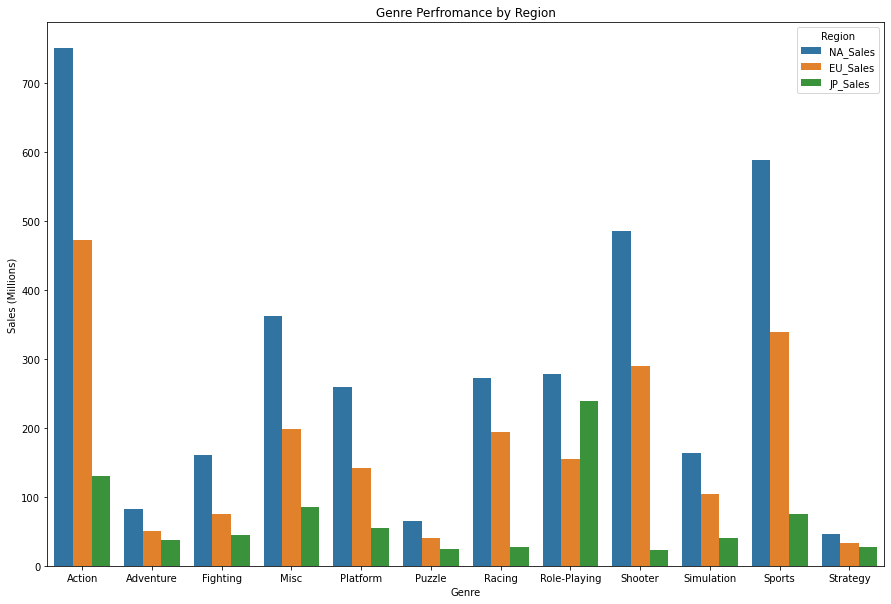 Genre Perfromance by Region
Region
NA_Sales
EU_Sales
JP_Sales
Sales (Millions)
700
600
500
400
300
200
100
0
Action Adventure Fighting Misc Platform Puzzle Racing Role-Playing Shooter Simulation Sports Strategy
Genre